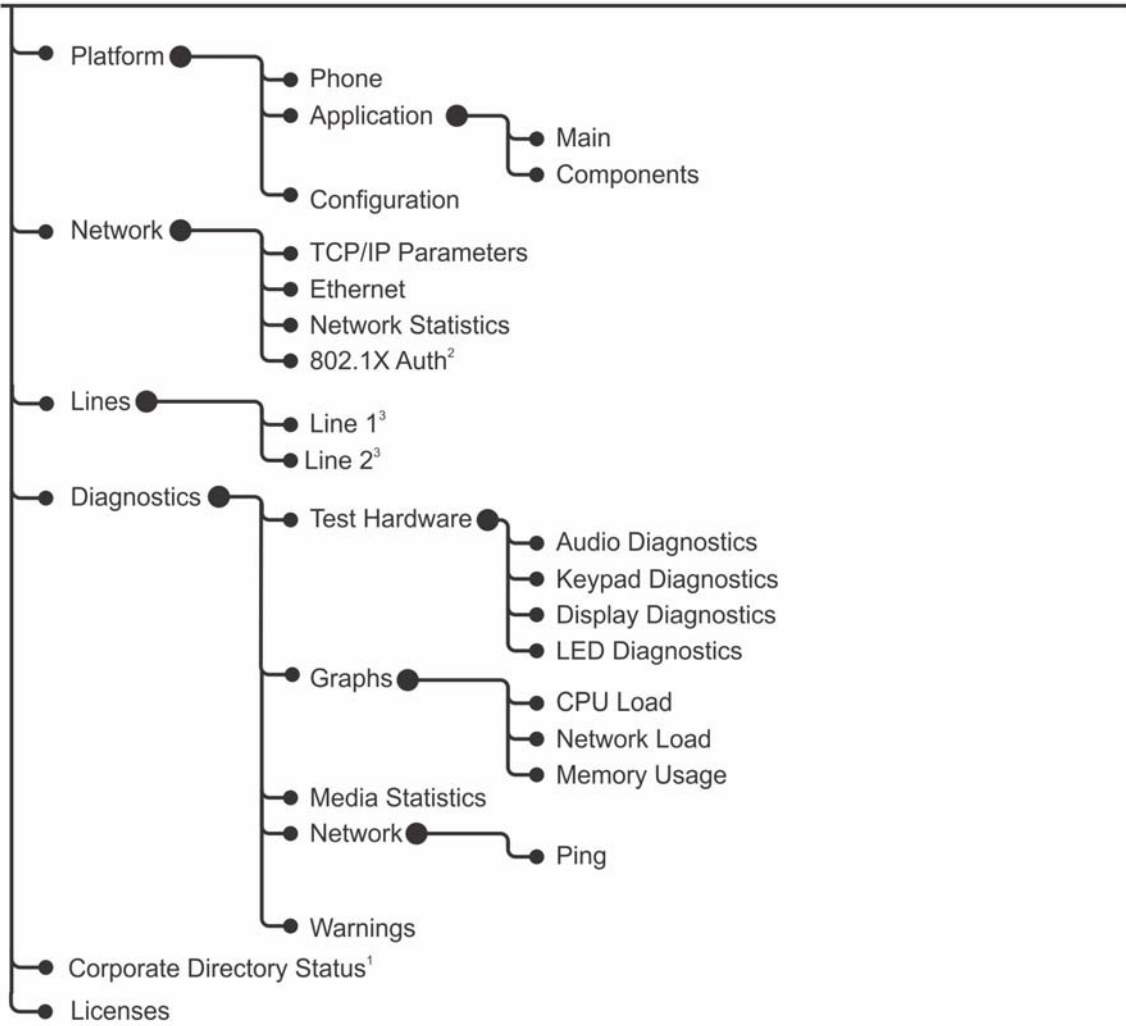 Platform
Phone
Application
Main
Components
Configuration
Network
TCP/IP Parameters
Ethernet
Network Statistics
802.1X Auth²
Lines
Line 1³
Line 2³
Diagnostics
Test Hardware
Audio Diagnostics
Keypad Diagnostics
Display Diagnostics
LED Diagnostics
Graphs
CPU Load
Network Load
Memory Usage
Media Statistics
Network
Ping
Warnings
Corporate Directory Status¹
Licenses